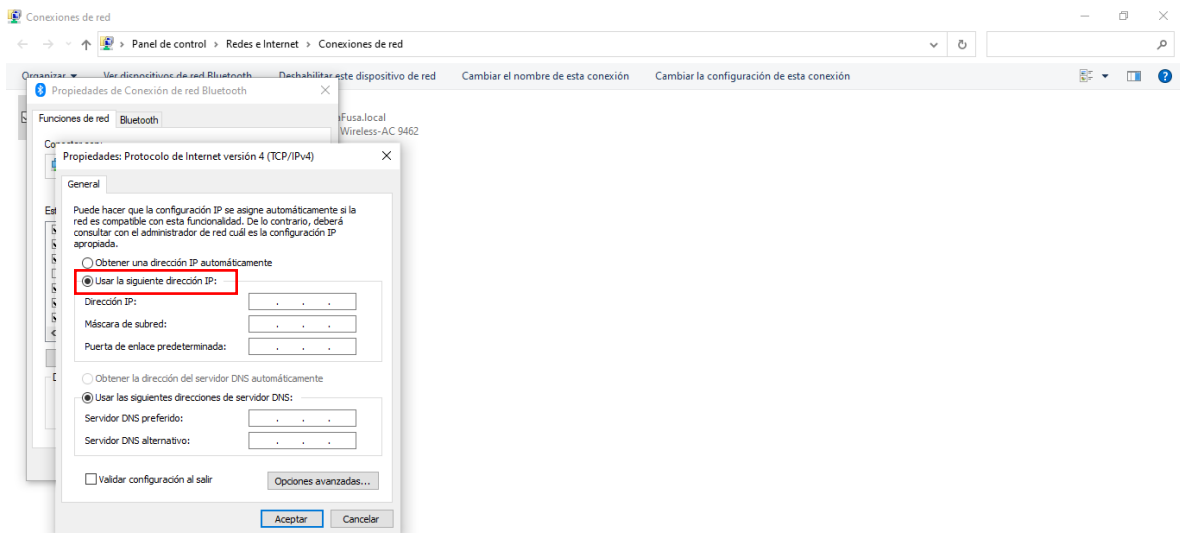 Conexiones de red
Panel de control > Redes e Internet > Conexiones de red
Organizar Ver dispositivos de red Bluetooth Deshabilitar este dispositivo de red Cambiar el nombre de esta conexión Cambiar la configuración de esta conexión
Propiedades de Conexión de red Bluetooth
Funciones de red Bluetooth
Fusa.local
Wireless-AC 9462
Propiedades: Protocolo de Internet versión 4 (TCP/IPv4)
General
Puede hacer que la configuración IP se asigne automáticamente si la
red es compatible con esta funcionalidad. De lo contrario, deberá
consultar con el administrador de red cuál es la configuración IP
apropiada.
Obtener una dirección IP automáticamente
Usar la siguiente dirección IP:
Dirección IP:
Máscara de subred:
Puerta de enlace predeterminada:
Obtener la dirección del servidor DNS automáticamente
Usar las siguientes direcciones de servidor DNS:
Servidor DNS preferido:
Servidor DNS alternativo:
Validar configuración al salir
Opciones avanzadas...
Aceptar Cancelar